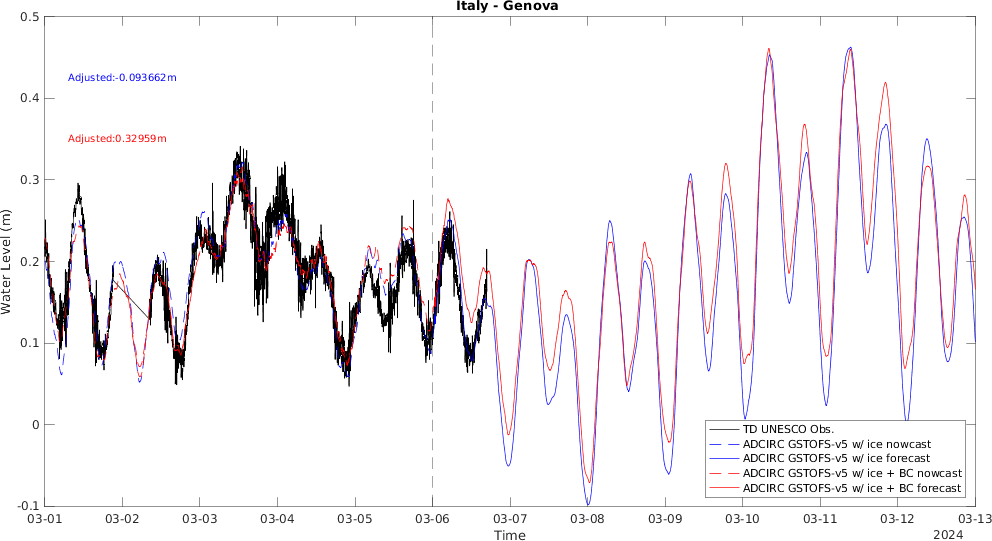 Italy - Genova
0.5
0.4
0.3
0.2
0.1
0
-0.1
Water Level (m)
Adjusted:-0.093662m
Adjusted:0.32959m
TD UNESCO Obs.
ADCIRC GSTOFS-v5 w/ ice nowcast
ADCIRC GSTOFS-v5 w/ ice forecast
ADCIRC GSTOFS-v5 w/ ice + BC nowcast
ADCIRC GSTOFS-v5 w/ ice + BC forecast
03-01 03-02 03-03 03-04 03-05 03-06 03-07 03-08 03-09 03-10 03-11 03-12 03-13
Time
2024